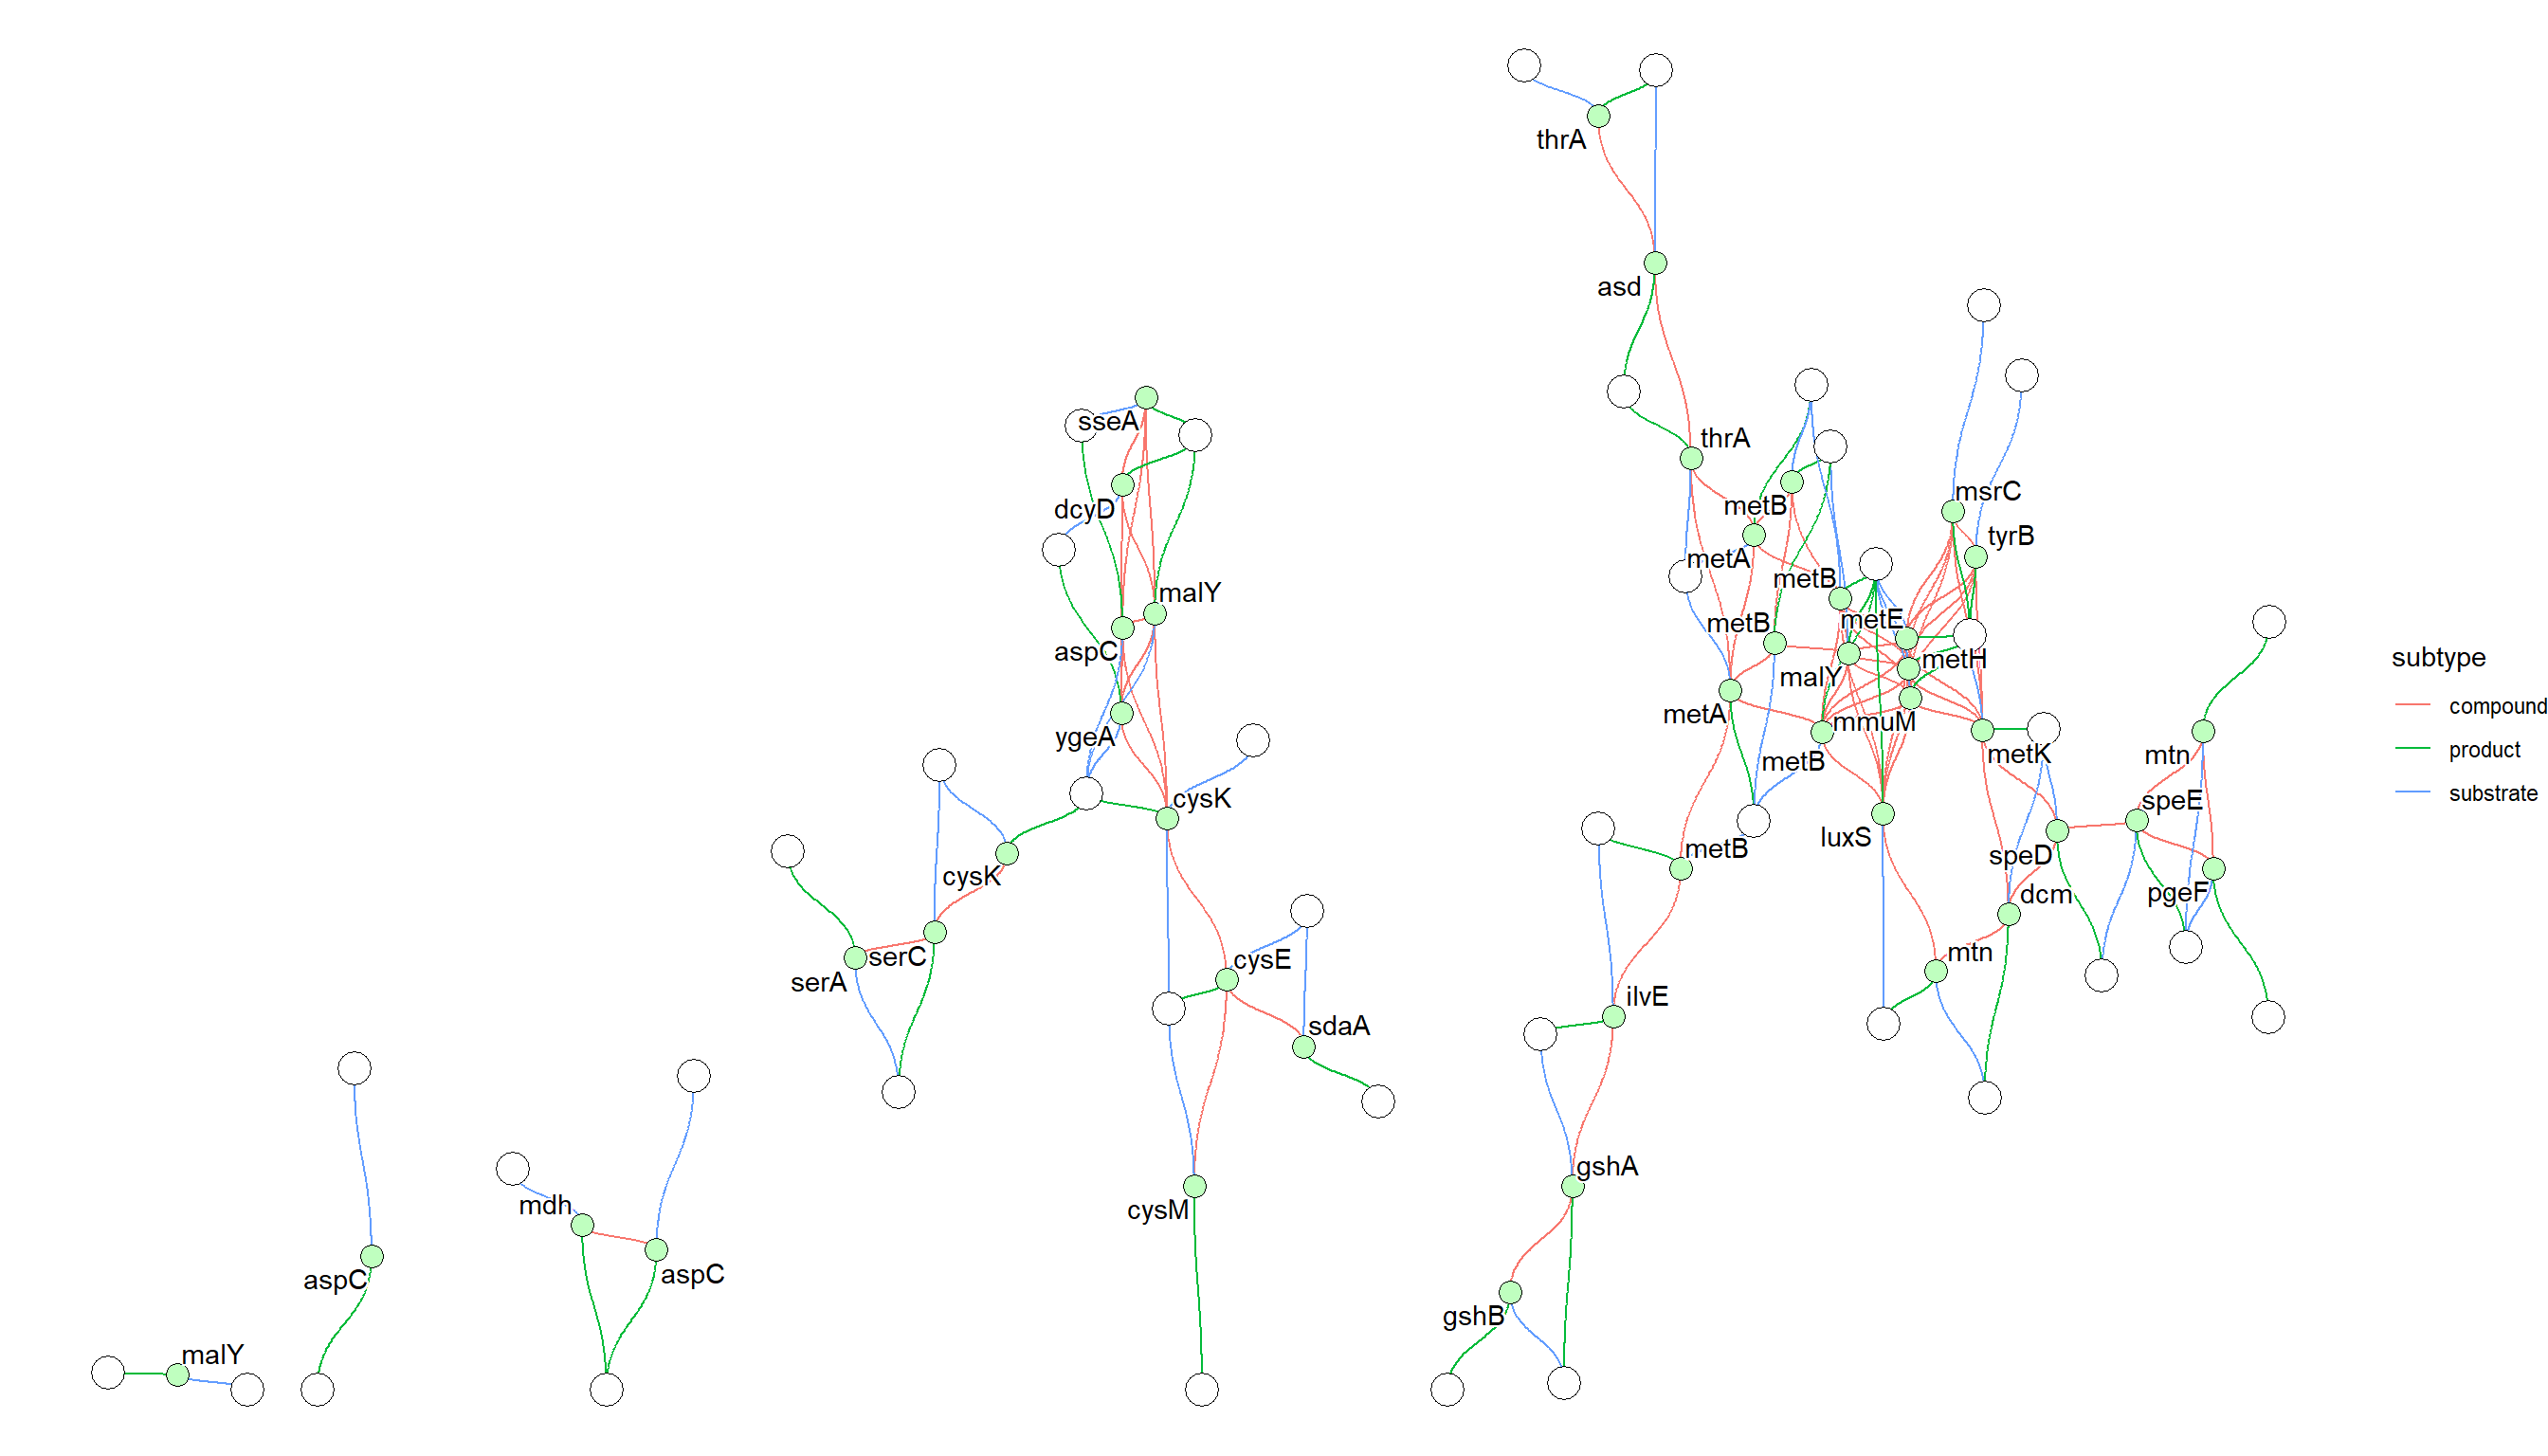 thrA
asd
sseA
thrA
msrC
metB
dcyD
tyrB
metA
metB
malY
metB
metE
aspC
metH
subtype
malY
compound
metA
mmuM
ygeA
metK
product
mtn
metB
substrate
cysK
speE
luxS
metB
speD
cysK
dcm
pgeF
serC
cysE
mtn
serA
ilvE
sdaA
gshA
mdh
cysM
aspC
aspC
gshB
malY